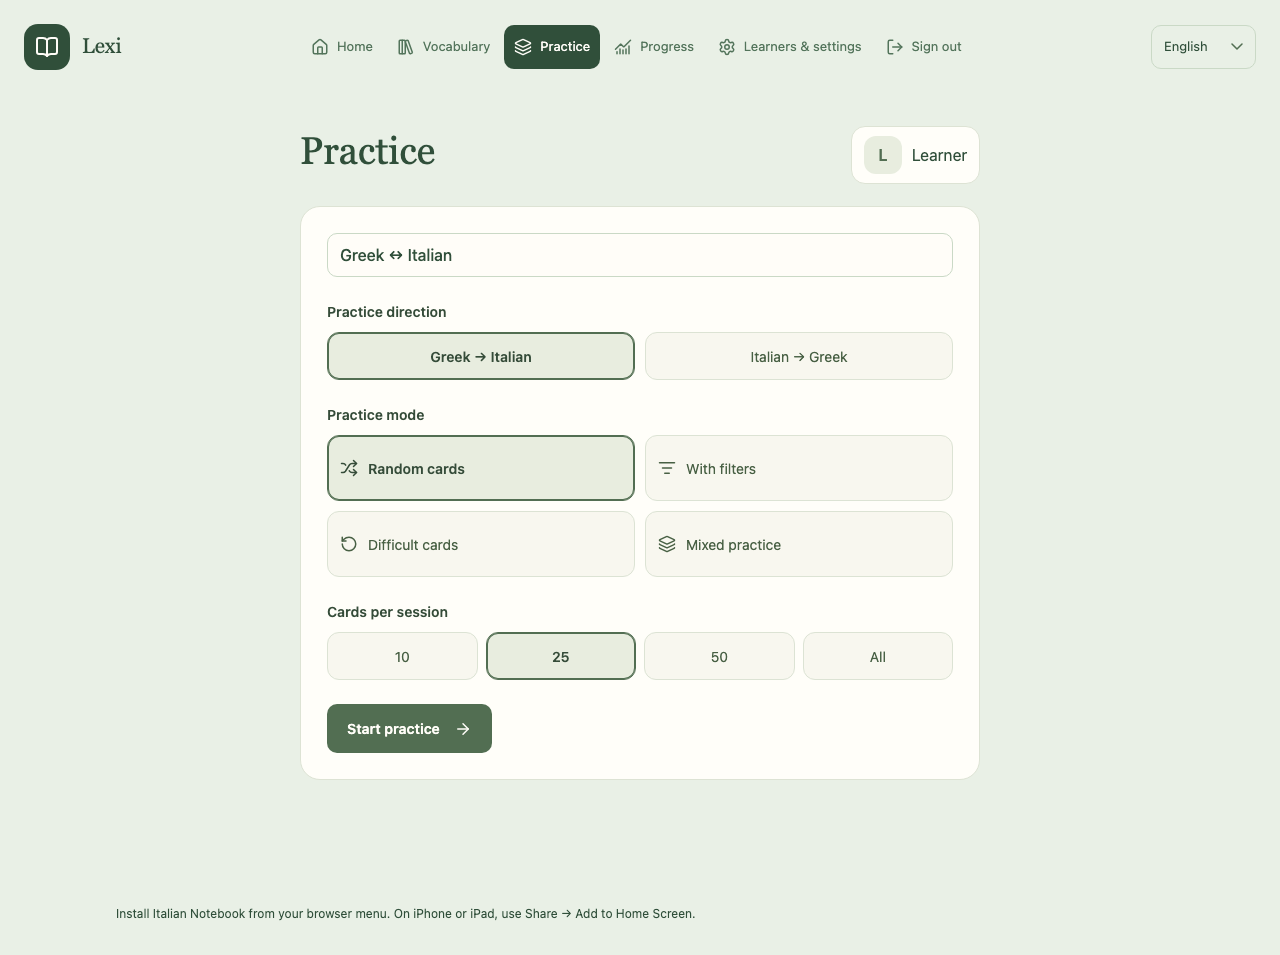 Lexi
Home
Vocabulary
Practice
Progress
Learners & settings
Sign out
English
Practice
L
Learner
Greek ↔ Italian
Practice direction
Greek → Italian
Italian → Greek
Practice mode
Random cards
With filters
Difficult cards
Mixed practice
Cards per session
10
25
50
All
Start practice →
Install Italian Notebook from your browser menu. On iPhone or iPad, use Share → Add to Home Screen.